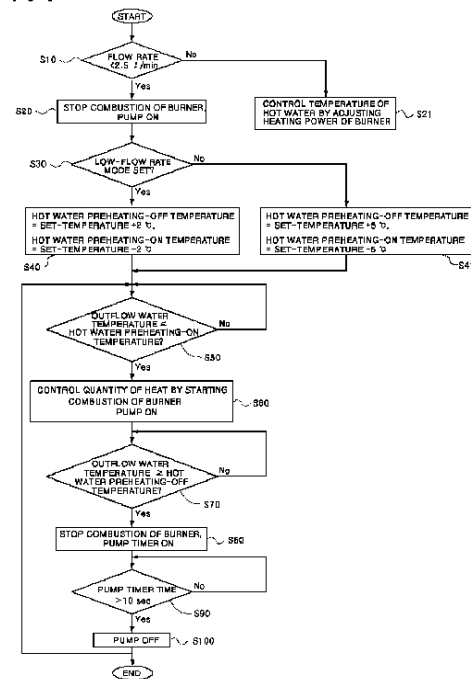 START
S10
FLOW RATE
<2.5 ℓ/min
No
Yes
S20
STOP COMBUSTION OF BURNER,
PUMP ON
CONTROL TEMPERATURE OF
HOT WATER BY ADJUSTING
HEATING POWER OF BURNER
S21
S30
LOW-FLOW RATE
MODE SET?
No
Yes
HOT WATER PREHEATING-OFF TEMPERATURE
= SET-TEMPERATURE +2 ℃,
HOT WATER PREHEATING-ON TEMPERATURE
= SET-TEMPERATURE -2 ℃
S40
HOT WATER PREHEATING-OFF TEMPERATURE
= SET-TEMPERATURE +5 ℃,
HOT WATER PREHEATING-ON TEMPERATURE
= SET-TEMPERATURE -5 ℃
S41
OUTFLOW WATER
TEMPERATURE ≤
HOT WATER PREHEATING-ON
TEMPERATURE?
No
S50
Yes
CONTROL QUANTITY OF HEAT BY STARTING
COMBUSTION OF BURNER
PUMP ON
S60
OUTFLOW WATER
TEMPERATURE ≥ HOT
WATER PREHEATING-OFF
TEMPERATURE?
No
S70
Yes
STOP COMBUSTION OF BURNER,
PUMP TIMER ON
S80
PUMP TIMER TIME
>10 sec
No
S90
Yes
PUMP OFF
S100
END